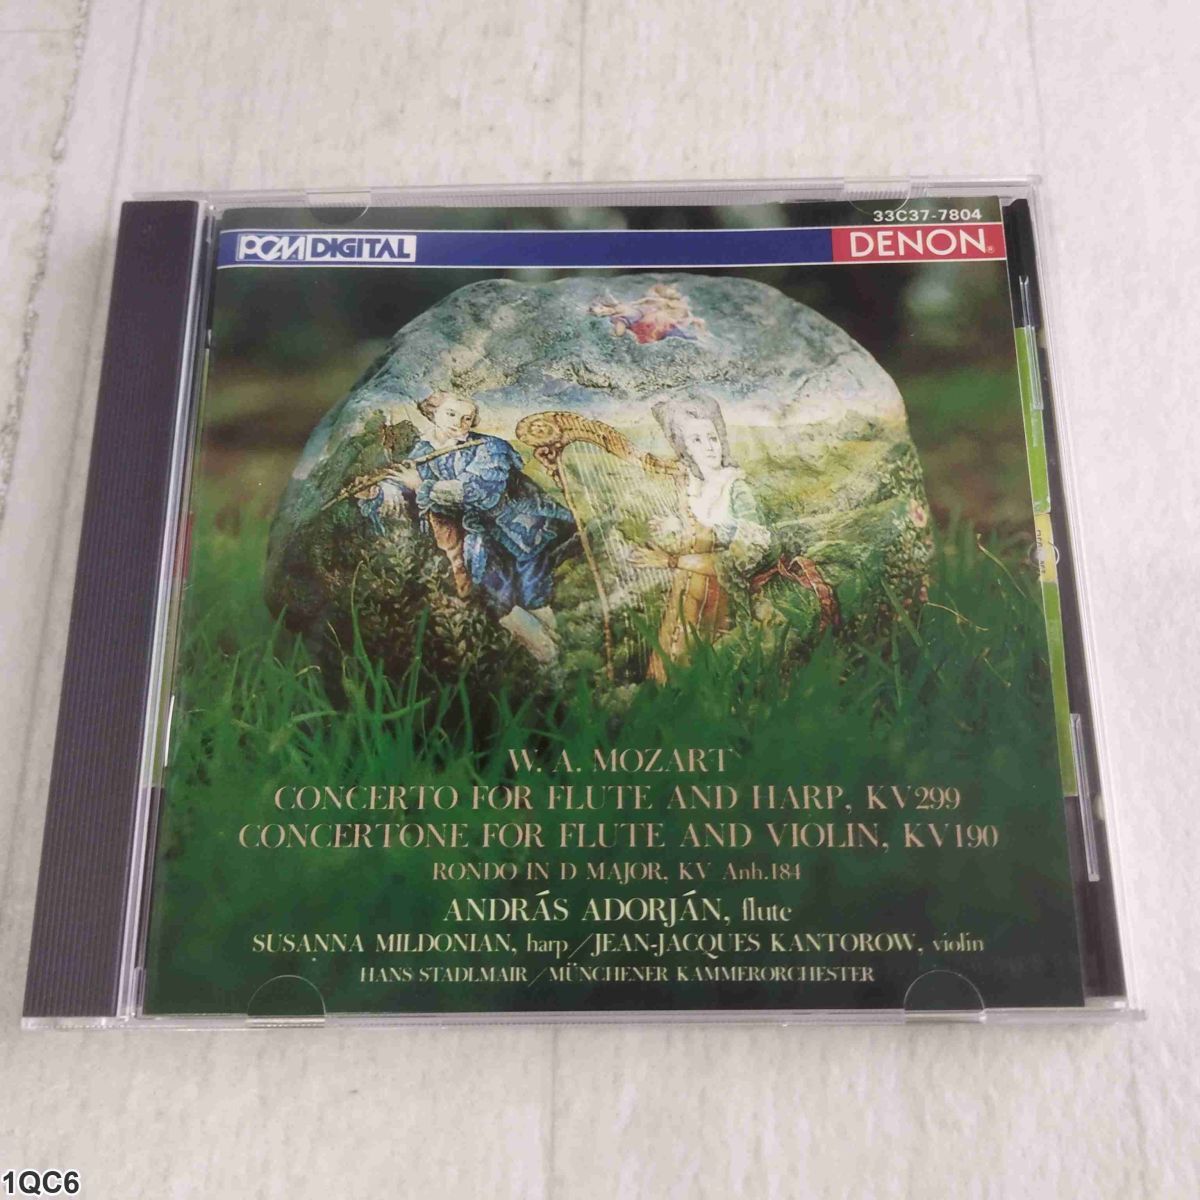 33C37-7804
PCM DIGITAL
DENON®
W. A. MOZART
CONCERTO FOR FLUTE AND HARP, KV299
CONCERTONE FOR FLUTE AND VIOLIN, KV190
RONDO IN D MAJOR, KV Anh.184
ANDRÁS ADORJÁN, flute
SUSANNA MILDONIAN, harp/JEAN-JACQUES KANTOROW, violin
HANS STADLMAIR/MÜNCHENER KAMMERORCHESTER
1QC6